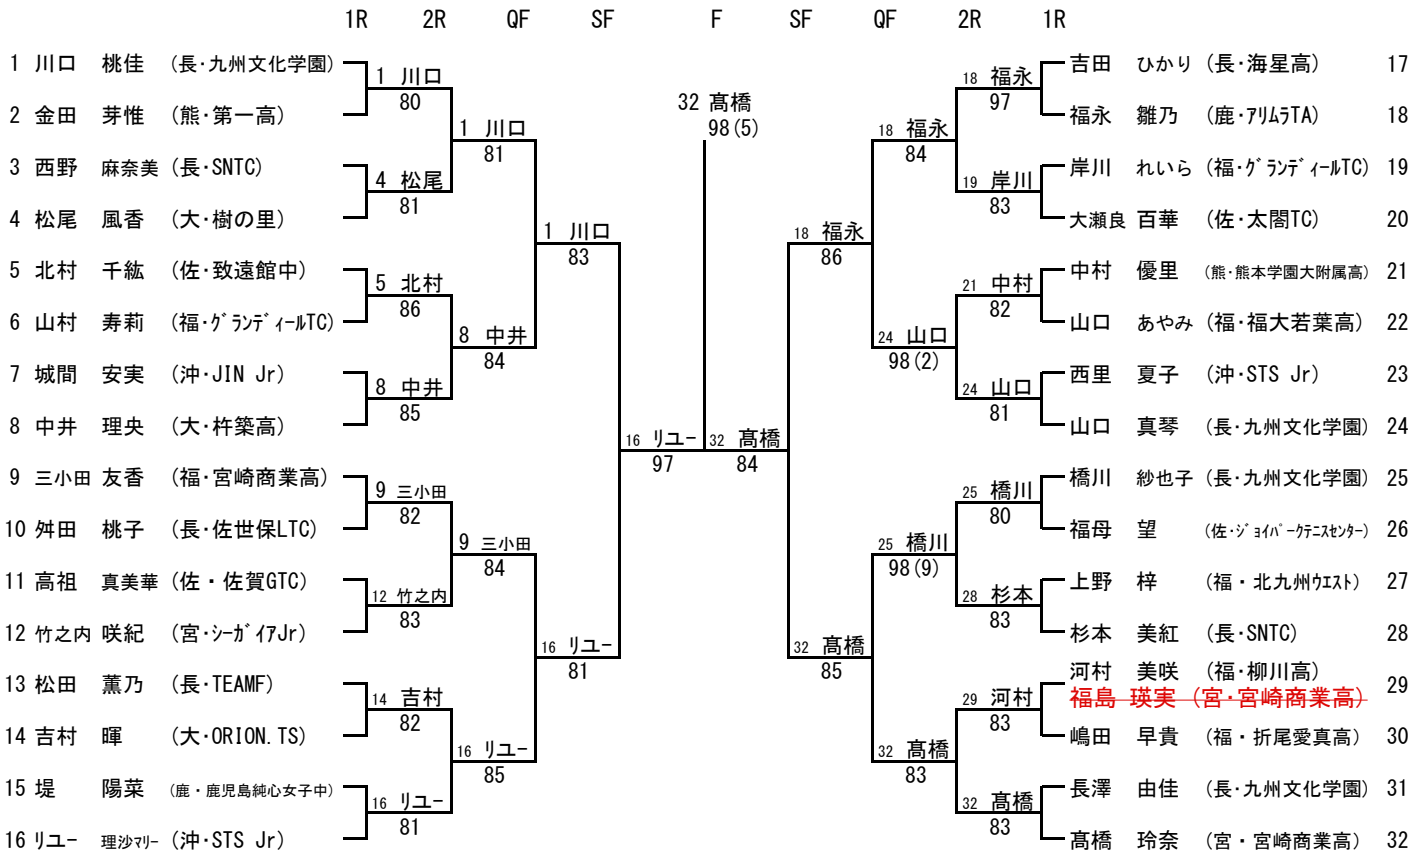 1R 2R QF SF F SF QF 2R 1R
1 川口 桃佳 (長・九州文化学園)
2 金田 芽惟 (熊・第一高)
3 西野 麻奈美 (長・SNTC)
4 松尾 風香 (大・樹の里)
5 北村 千紘 (佐・致遠館中)
6 山村 寿莉 (福・グランディールTC)
7 城間 安実 (沖・JIN Jr)
8 中井 理央 (大・杵築高)
9 三小田 友香 (福・宮崎商業高)
10 舛田 桃子 (長・佐世保LTC)
11 高祖 真美華 (佐・佐賀GTC)
12 竹之内 咲紀 (宮・シーガイアJr)
13 松田 薫乃 (長・TEAMF)
14 吉村 暉 (大・ORION.TS)
15 堤 陽菜 (鹿・鹿児島純心女子中)
16 リュー 理沙マリー (沖・STS Jr)
1 川口
80
4 松尾
81
5 北村
86
8 中井
85
9 三小田
82
12 竹之内
83
14 吉村
82
16 リュー
81
1 川口
81
8 中井
84
9 三小田
84
16 リュー
85
1 川口
83
16 リュー
81
16 リュー
97
32 髙橋
98(5)
32 髙橋
84
18 福永
86
32 髙橋
85
18 福永
84
24 山口
98(2)
25 橋川
98(9)
32 髙橋
83
18 福永
97
19 岸川
83
21 中村
82
24 山口
81
25 橋川
80
28 杉本
83
29 河村
83
32 髙橋
83
吉田 ひかり (長・海星高) 17
福永 雛乃 (鹿・アリムラTA) 18
岸川 れいら (福・グランディールTC) 19
大瀬良 百華 (佐・太閤TC) 20
中村 優里 (熊・熊本学園大附属高) 21
山口 あやみ (福・福大若葉高) 22
西里 夏子 (沖・STS Jr) 23
山口 真琴 (長・九州文化学園) 24
橋川 紗也子 (長・九州文化学園) 25
福母 望 (佐・ジョイパークテニスセンター) 26
上野 梓 (福・北九州ウエスト) 27
杉本 美紅 (長・SNTC) 28
河村 美咲 (福・柳川高) 29
福島 瑛実 (宮・宮崎商業高)
嶋田 早貴 (福・折尾愛真高) 30
長澤 由佳 (長・九州文化学園) 31
髙橋 玲奈 (宮・宮崎商業高) 32